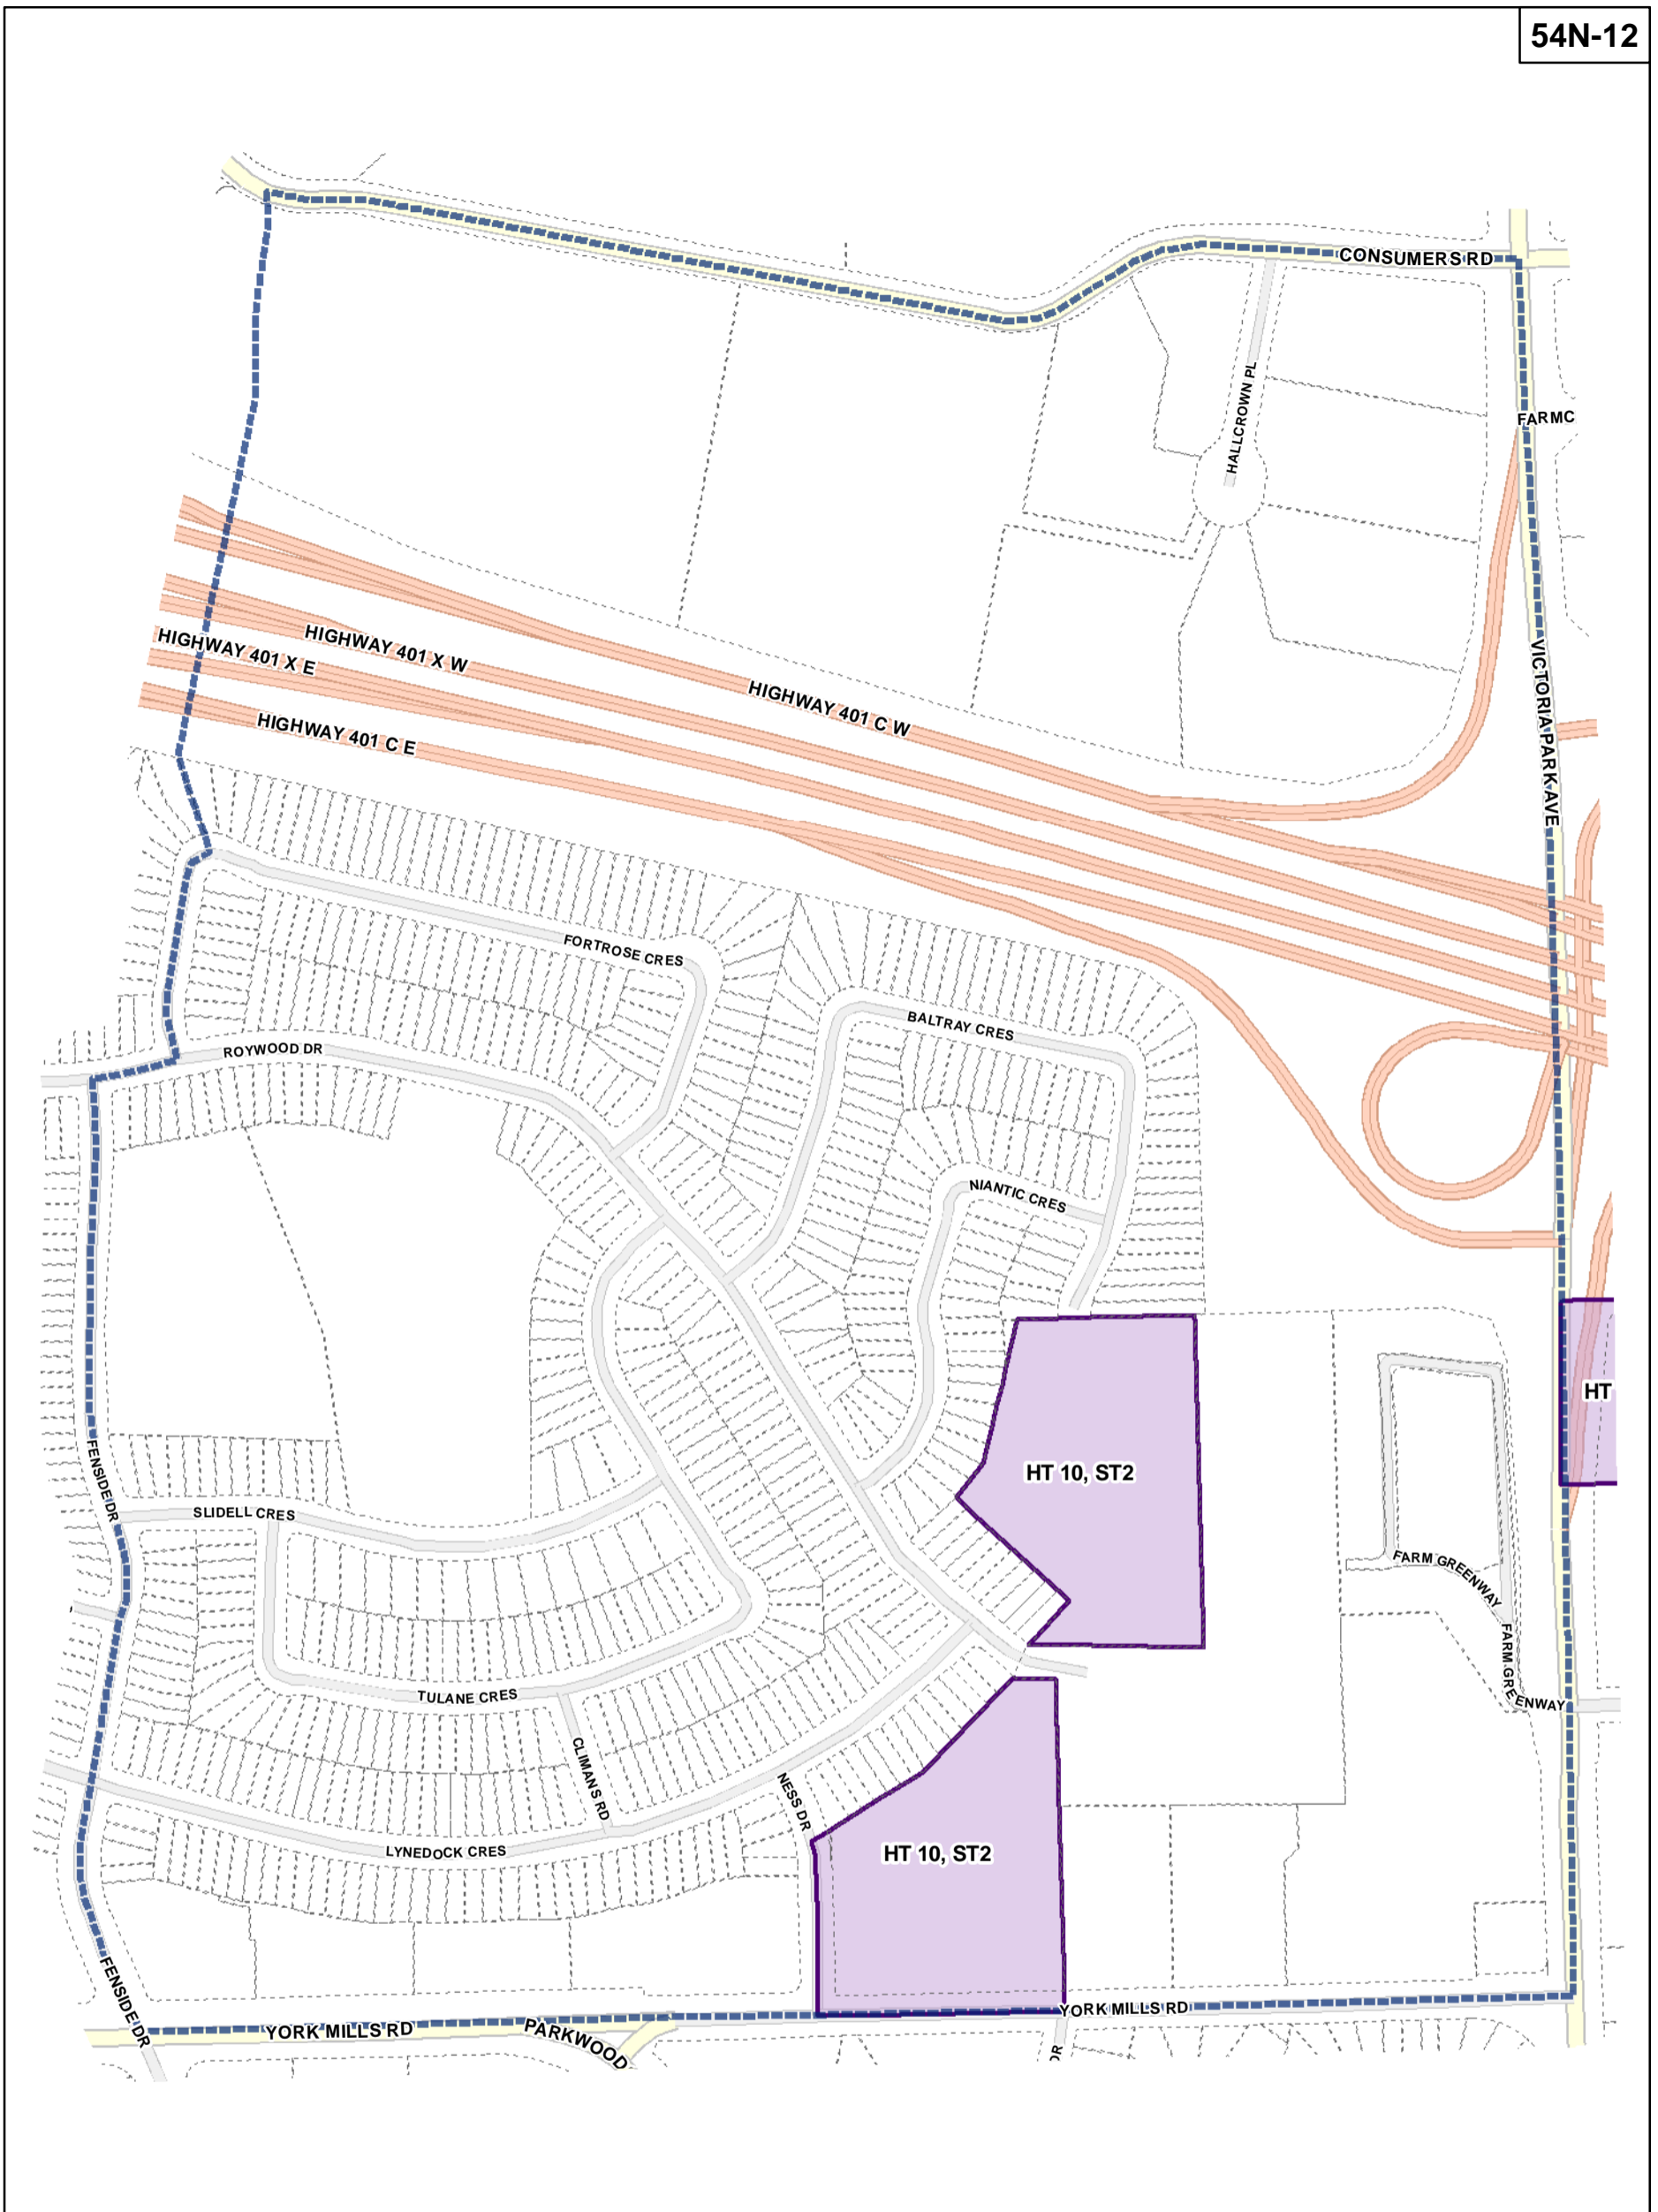 54N-12
CONSUMERS RD
HALLCROWN PL
FARMC
VICTORIA PARK AVE
HIGHWAY 401 X W
HIGHWAY 401 X E
HIGHWAY 401 C W
HIGHWAY 401 C E
FORTROSE CRES
BALTRAY CRES
ROYWOOD DR
NIANTIC CRES
HT
HT 10, ST2
FENSIDE DR
SLIDELL CRES
FARM GREENWAY
FARM GREENWAY
TULANE CRES
CLIMANS RD
NESS DR
LYNEDOCK CRES
HT 10, ST2
FENSIDE DR
YORK MILLS RD
YORK MILLS RD
PARKWOOD
DR